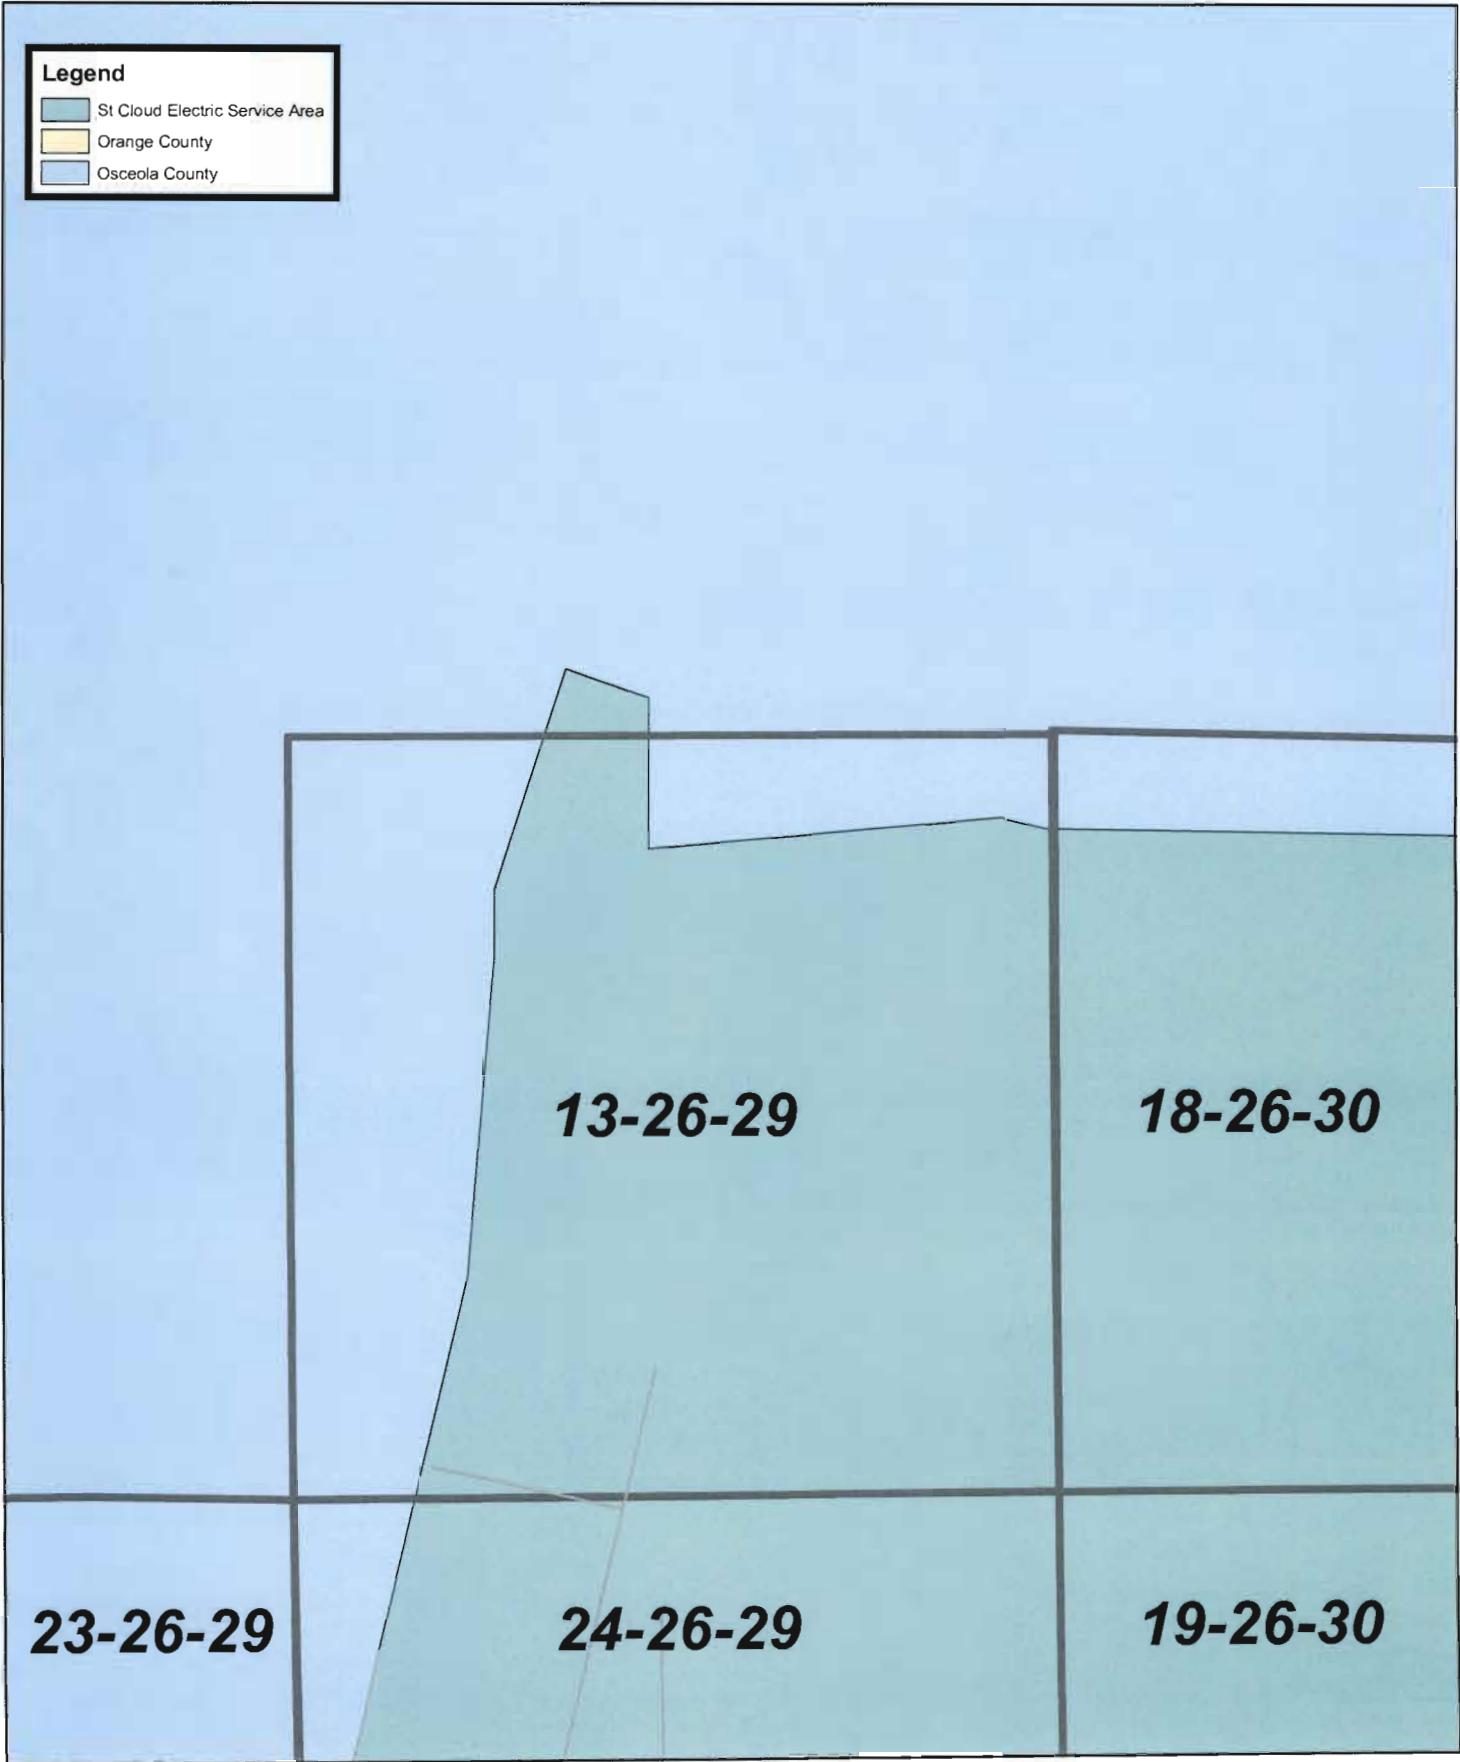 Legend
St Cloud Electric Service Area
Orange County
Osceola County
13-26-29
18-26-30
23-26-29
24-26-29
19-26-30